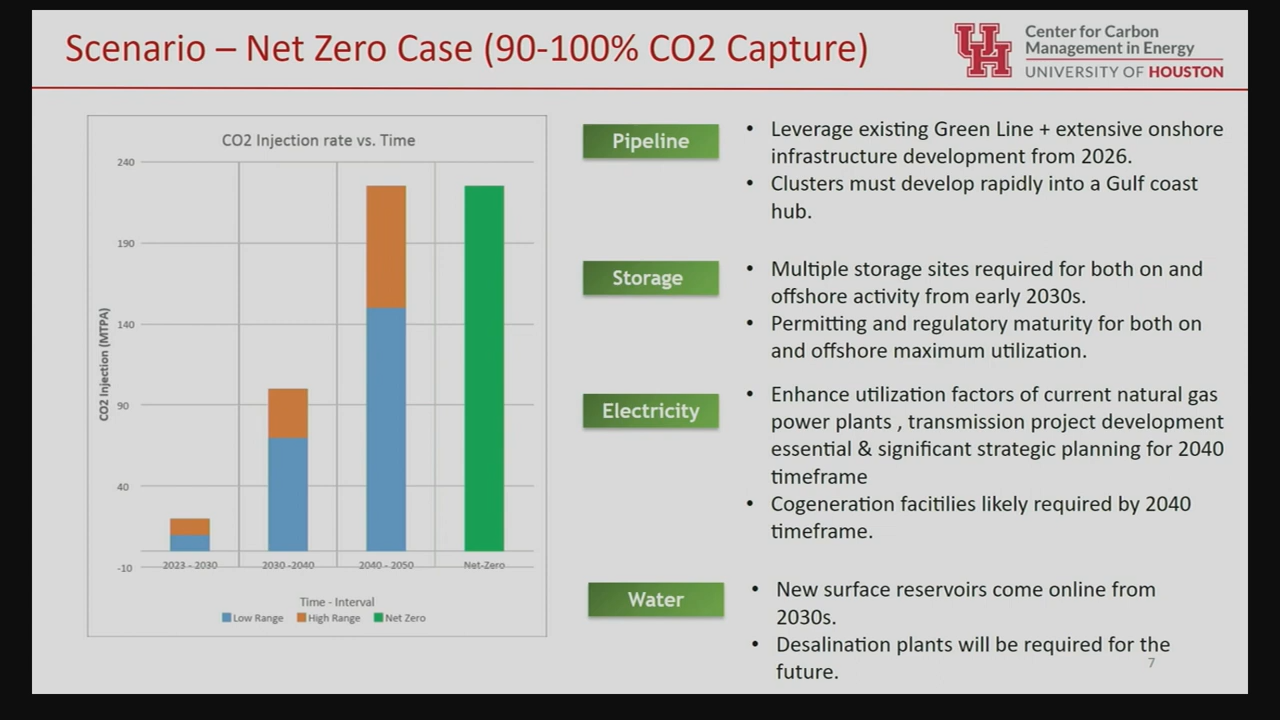 Scenario – Net Zero Case (90-100% CO2 Capture)
UH
Center for Carbon
Management in Energy
UNIVERSITY OF HOUSTON
CO2 Injection rate vs. Time
240
190
140
90
40
-10
CO2 Injection (MTPA)
2023 - 2030
2030 -2040
2040 - 2050
Net-Zero
Time - Interval
Low Range
High Range
Net Zero
Pipeline
• Leverage existing Green Line + extensive onshore
infrastructure development from 2026.
• Clusters must develop rapidly into a Gulf coast
hub.
Storage
• Multiple storage sites required for both on and
offshore activity from early 2030s.
• Permitting and regulatory maturity for both on
and offshore maximum utilization.
Electricity
• Enhance utilization factors of current natural gas
power plants , transmission project development
essential & significant strategic planning for 2040
timeframe
• Cogeneration facitilies likely required by 2040
timeframe.
Water
• New surface reservoirs come online from
2030s.
• Desalination plants will be required for the
future.
7